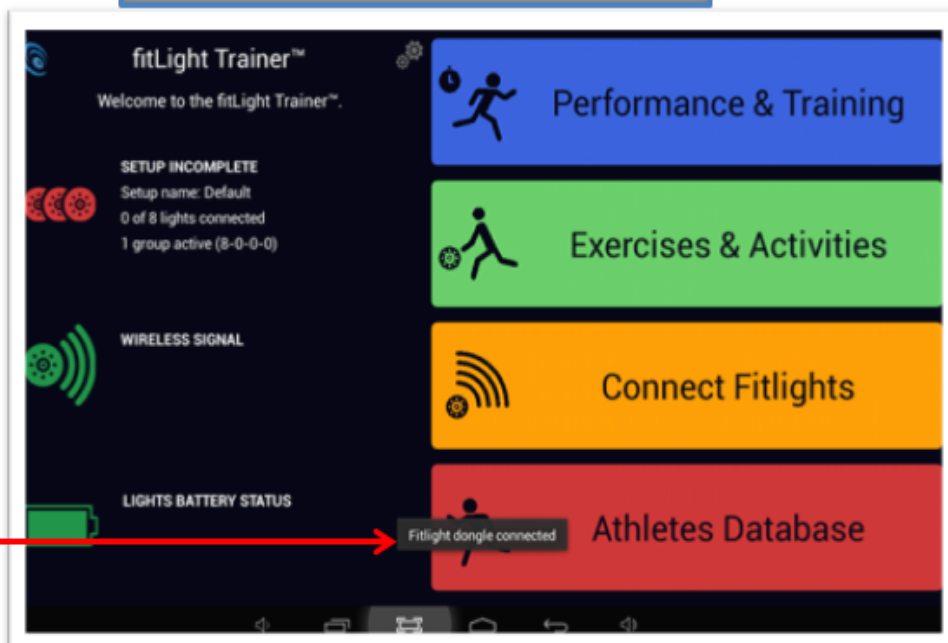 fitLight Trainer™
Welcome to the fitLight Trainer™.
SETUP INCOMPLETE
Setup name: Default
0 of 8 lights connected
1 group active (8-0-0-0)
WIRELESS SIGNAL
LIGHTS BATTERY STATUS
Performance & Training
Exercises & Activities
Connect Fitlights
Athletes Database
Fitlight dongle connected